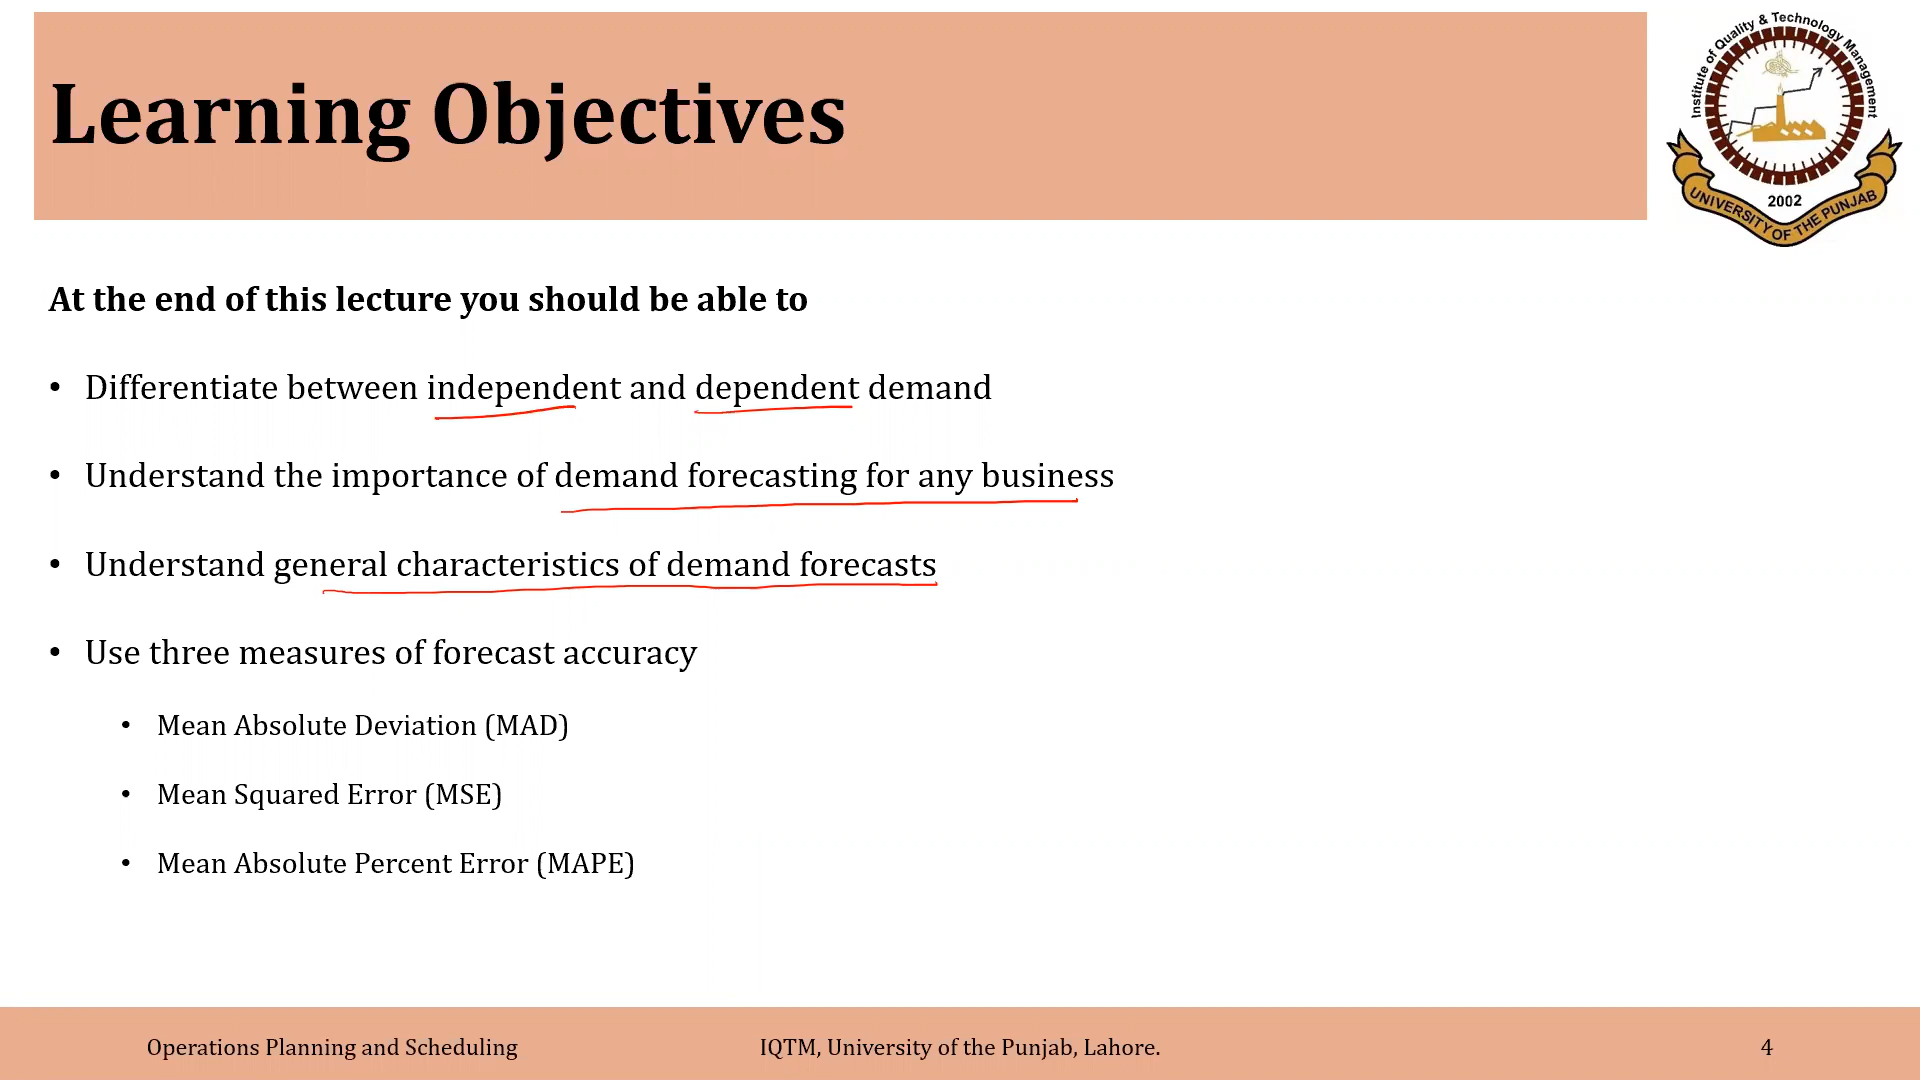 Learning Objectives
Institute of Quality & Technology Management
2002
UNIVERSITY OF THE PUNJAB
At the end of this lecture you should be able to
• Differentiate between independent and dependent demand
• Understand the importance of demand forecasting for any business
• Understand general characteristics of demand forecasts
• Use three measures of forecast accuracy
• Mean Absolute Deviation (MAD)
• Mean Squared Error (MSE)
• Mean Absolute Percent Error (MAPE)
Operations Planning and Scheduling
IQTM, University of the Punjab, Lahore.
4